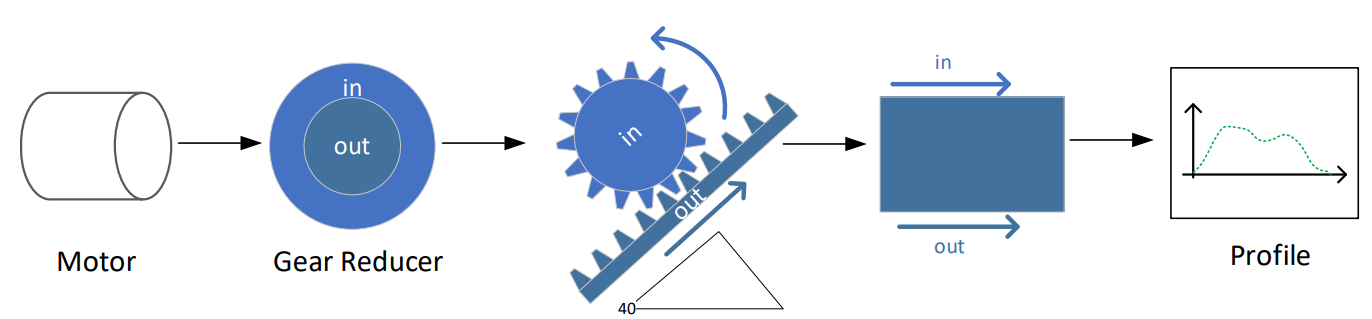 in
out
in
out
40
in
out
Motor
Gear Reducer
Profile